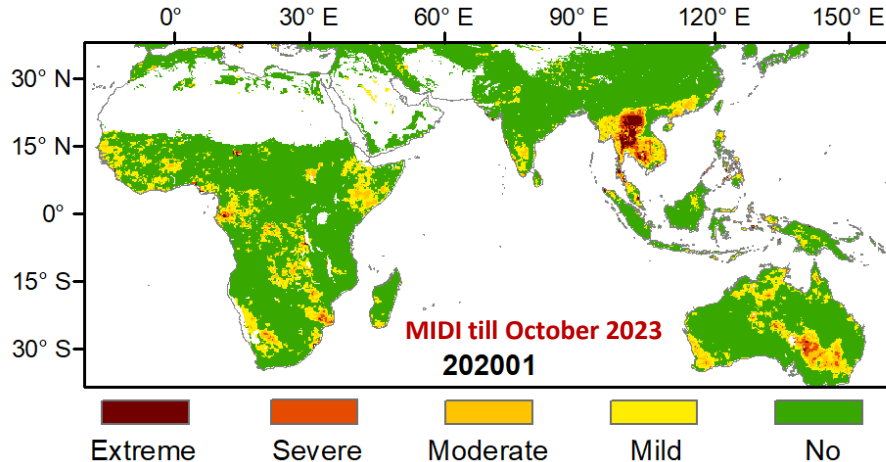 0° 30° E 60° E 90° E 120° E 150° E
30° N
15° N
0°
15° S
30° S
MIDI till October 2023
202001
Extreme Severe Moderate Mild No